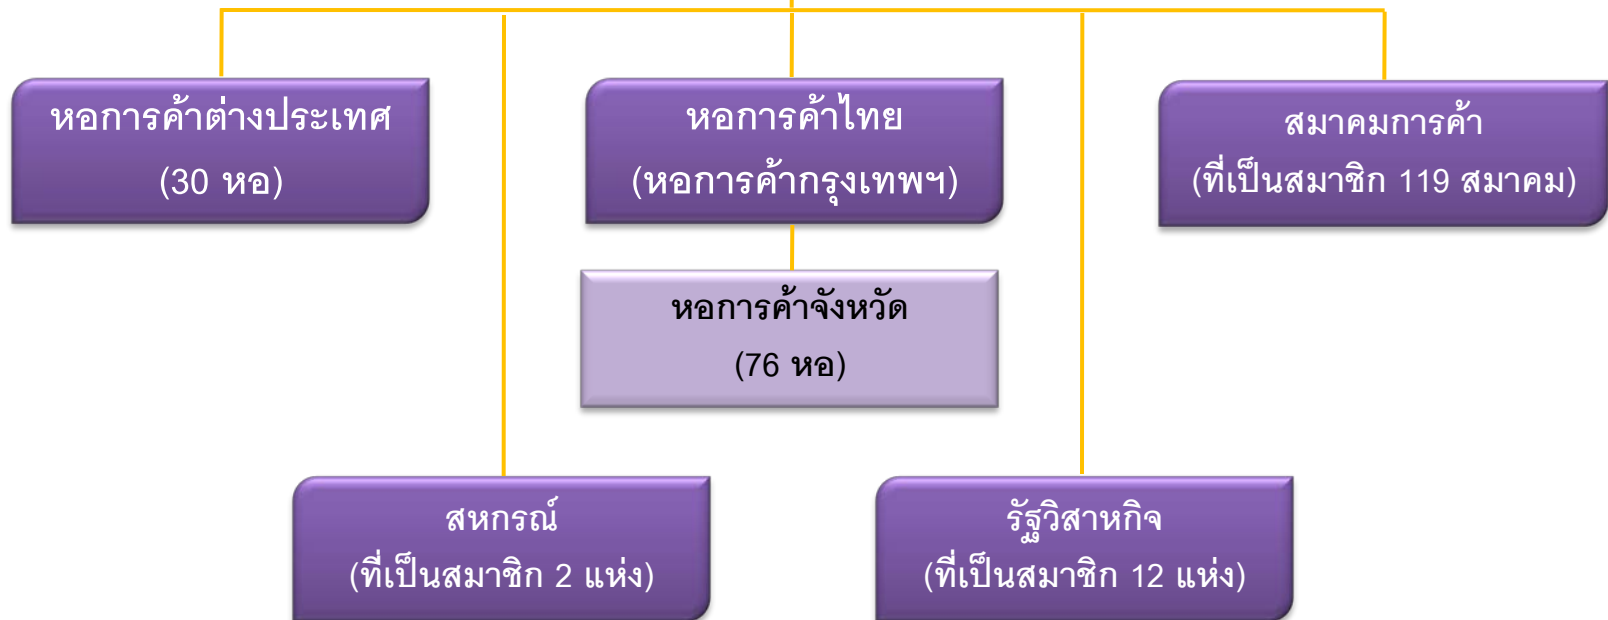 หอการค้าต่างประเทศ
(30 หอ)
หอการค้าไทย
(หอการค้ากรุงเทพฯ)
สมาคมการค้า
(ที่เป็นสมาชิก 119 สมาคม)
หอการค้าจังหวัด
(76 หอ)
สหกรณ์
(ที่เป็นสมาชิก 2 แห่ง)
รัฐวิสาหกิจ
(ที่เป็นสมาชิก 12 แห่ง)